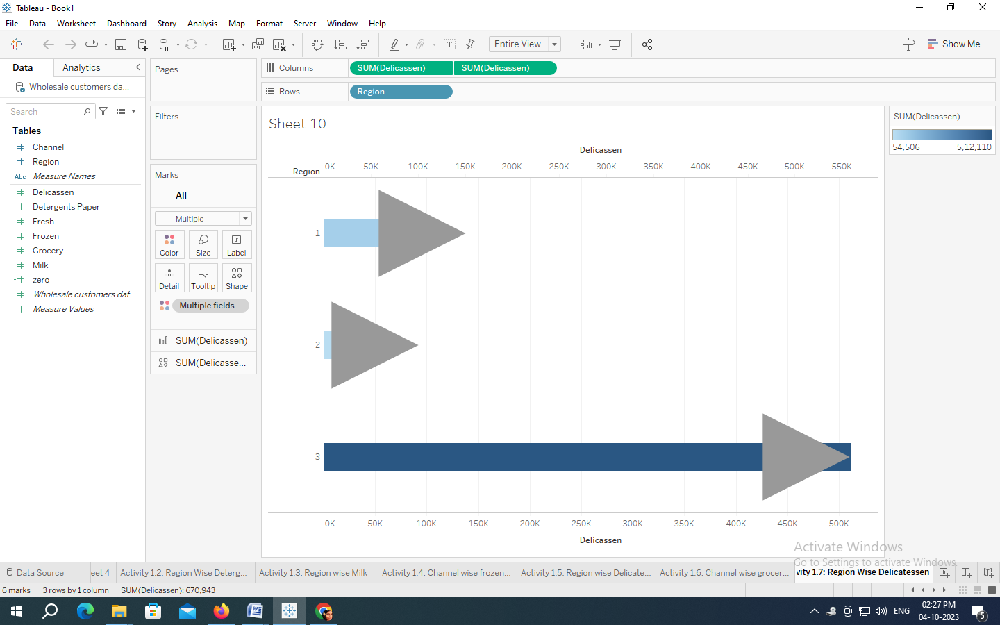 Tableau - Book1
File Data Worksheet Dashboard Story Analysis Map Format Server Window Help
Entire View
Show Me
Data Analytics
Wholesale customers da...
Search
Tables
Channel
Region
Abc Measure Names
Delicassen
Detergents Paper
Fresh
Frozen
Grocery
Milk
zero
Wholesale customers dat...
Measure Values
Pages
Filters
Marks
All
Multiple
Color Size Label
Detail Tooltip Shape
Multiple fields
SUM(Delicassen)
SUM(Delicasse...
Columns SUM(Delicassen) SUM(Delicassen)
Rows Region
Sheet 10
Delicassen
Region 0K 50K 100K 150K 200K 250K 300K 350K 400K 450K 500K 550K
1
2
3
0K 50K 100K 150K 200K 250K 300K 350K 400K 450K 500K
Delicassen
SUM(Delicassen)
54,506 5,12,110
Activate Windows
Go to Settings to activate Windows.
Data Source eet 4 Activity 1.2: Region Wise Deterg... Activity 1.3: Region wise Milk Activity 1.4: Channel wise frozen... Activity 1.5: Region wise Delicate... Activity 1.6: Channel wise grocer... vity 1.7: Region Wise Delicatessen
6 marks 3 rows by 1 column SUM(Delicassen): 670,943
ENG 02:27 PM
04-10-2023 5